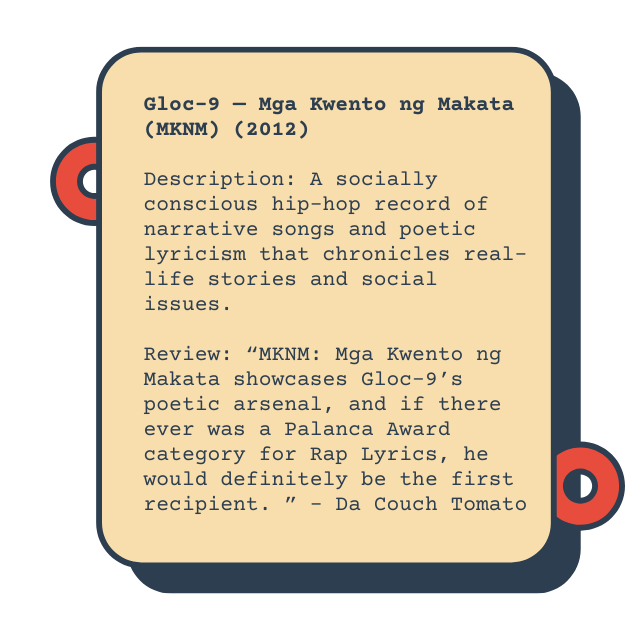 Gloc-9 — Mga Kwento ng Makata
(MKNM) (2012)
Description: A socially
conscious hip-hop record of
narrative songs and poetic
lyricism that chronicles real-
life stories and social
issues.
Review: “MKNM: Mga Kwento ng
Makata showcases Gloc-9’s
poetic arsenal, and if there
ever was a Palanca Award
category for Rap Lyrics, he
would definitely be the first
recipient. ” - Da Couch Tomato